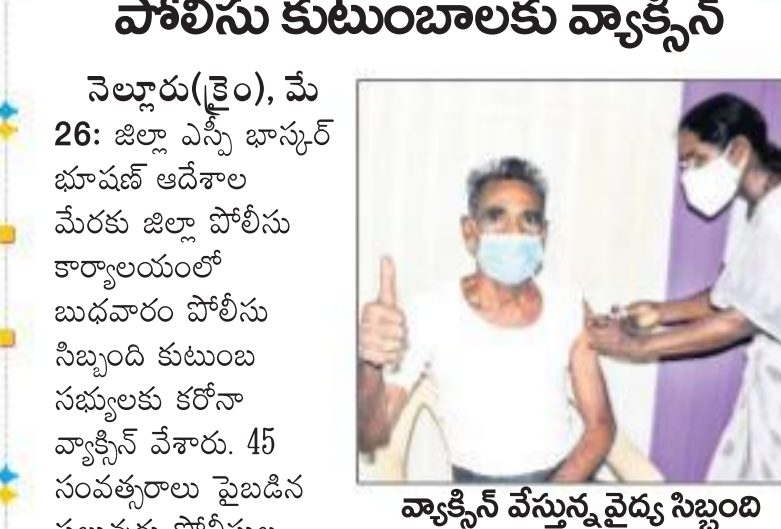 పోలీసు కుటుంబాలకు వ్యాక్సిన్
నెల్లూరు(క్రైం), మే
26: జిల్లా ఎస్పీ భాస్కర్
భూషణ్ ఆదేశాల
మేరకు జిల్లా పోలీసు
కార్యాలయంలో
బుధవారం పోలీసు
సిబ్బంది కుటుంబ
సభ్యులకు కరోనా
వ్యాక్సిన్ వేశారు. 45
సంవత్సరాలు పైబడిన
వ్యాక్సిన్ వేస్తున్న వైద్య సిబ్బంది